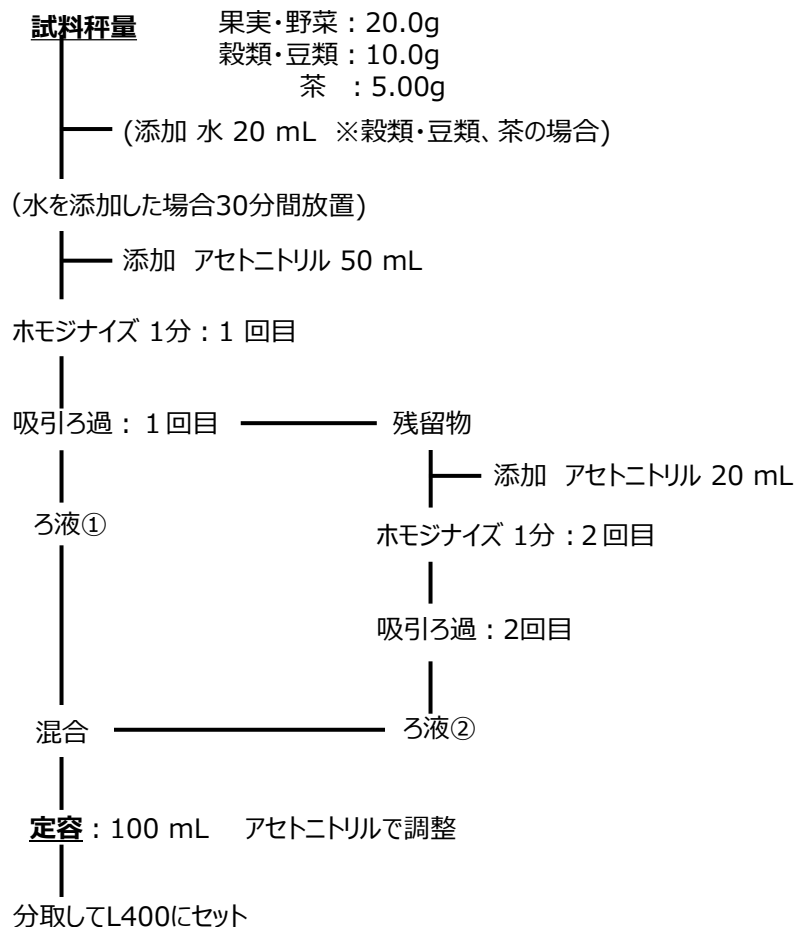 試料秤量
果実・野菜：20.0g
穀類・豆類：10.0g
茶 ：5.00g
(添加 水 20 mL ※穀類・豆類、茶の場合)
(水を添加した場合30分間放置)
添加 アセトニトリル 50 mL
ホモジナイズ 1分：1 回目
吸引ろ過：１回目
残留物
添加 アセトニトリル 20 mL
ろ液①
ホモジナイズ 1分：２回目
吸引ろ過：2回目
混合
ろ液②
定容：100 mL アセトニトリルで調整
分取してL400にセット